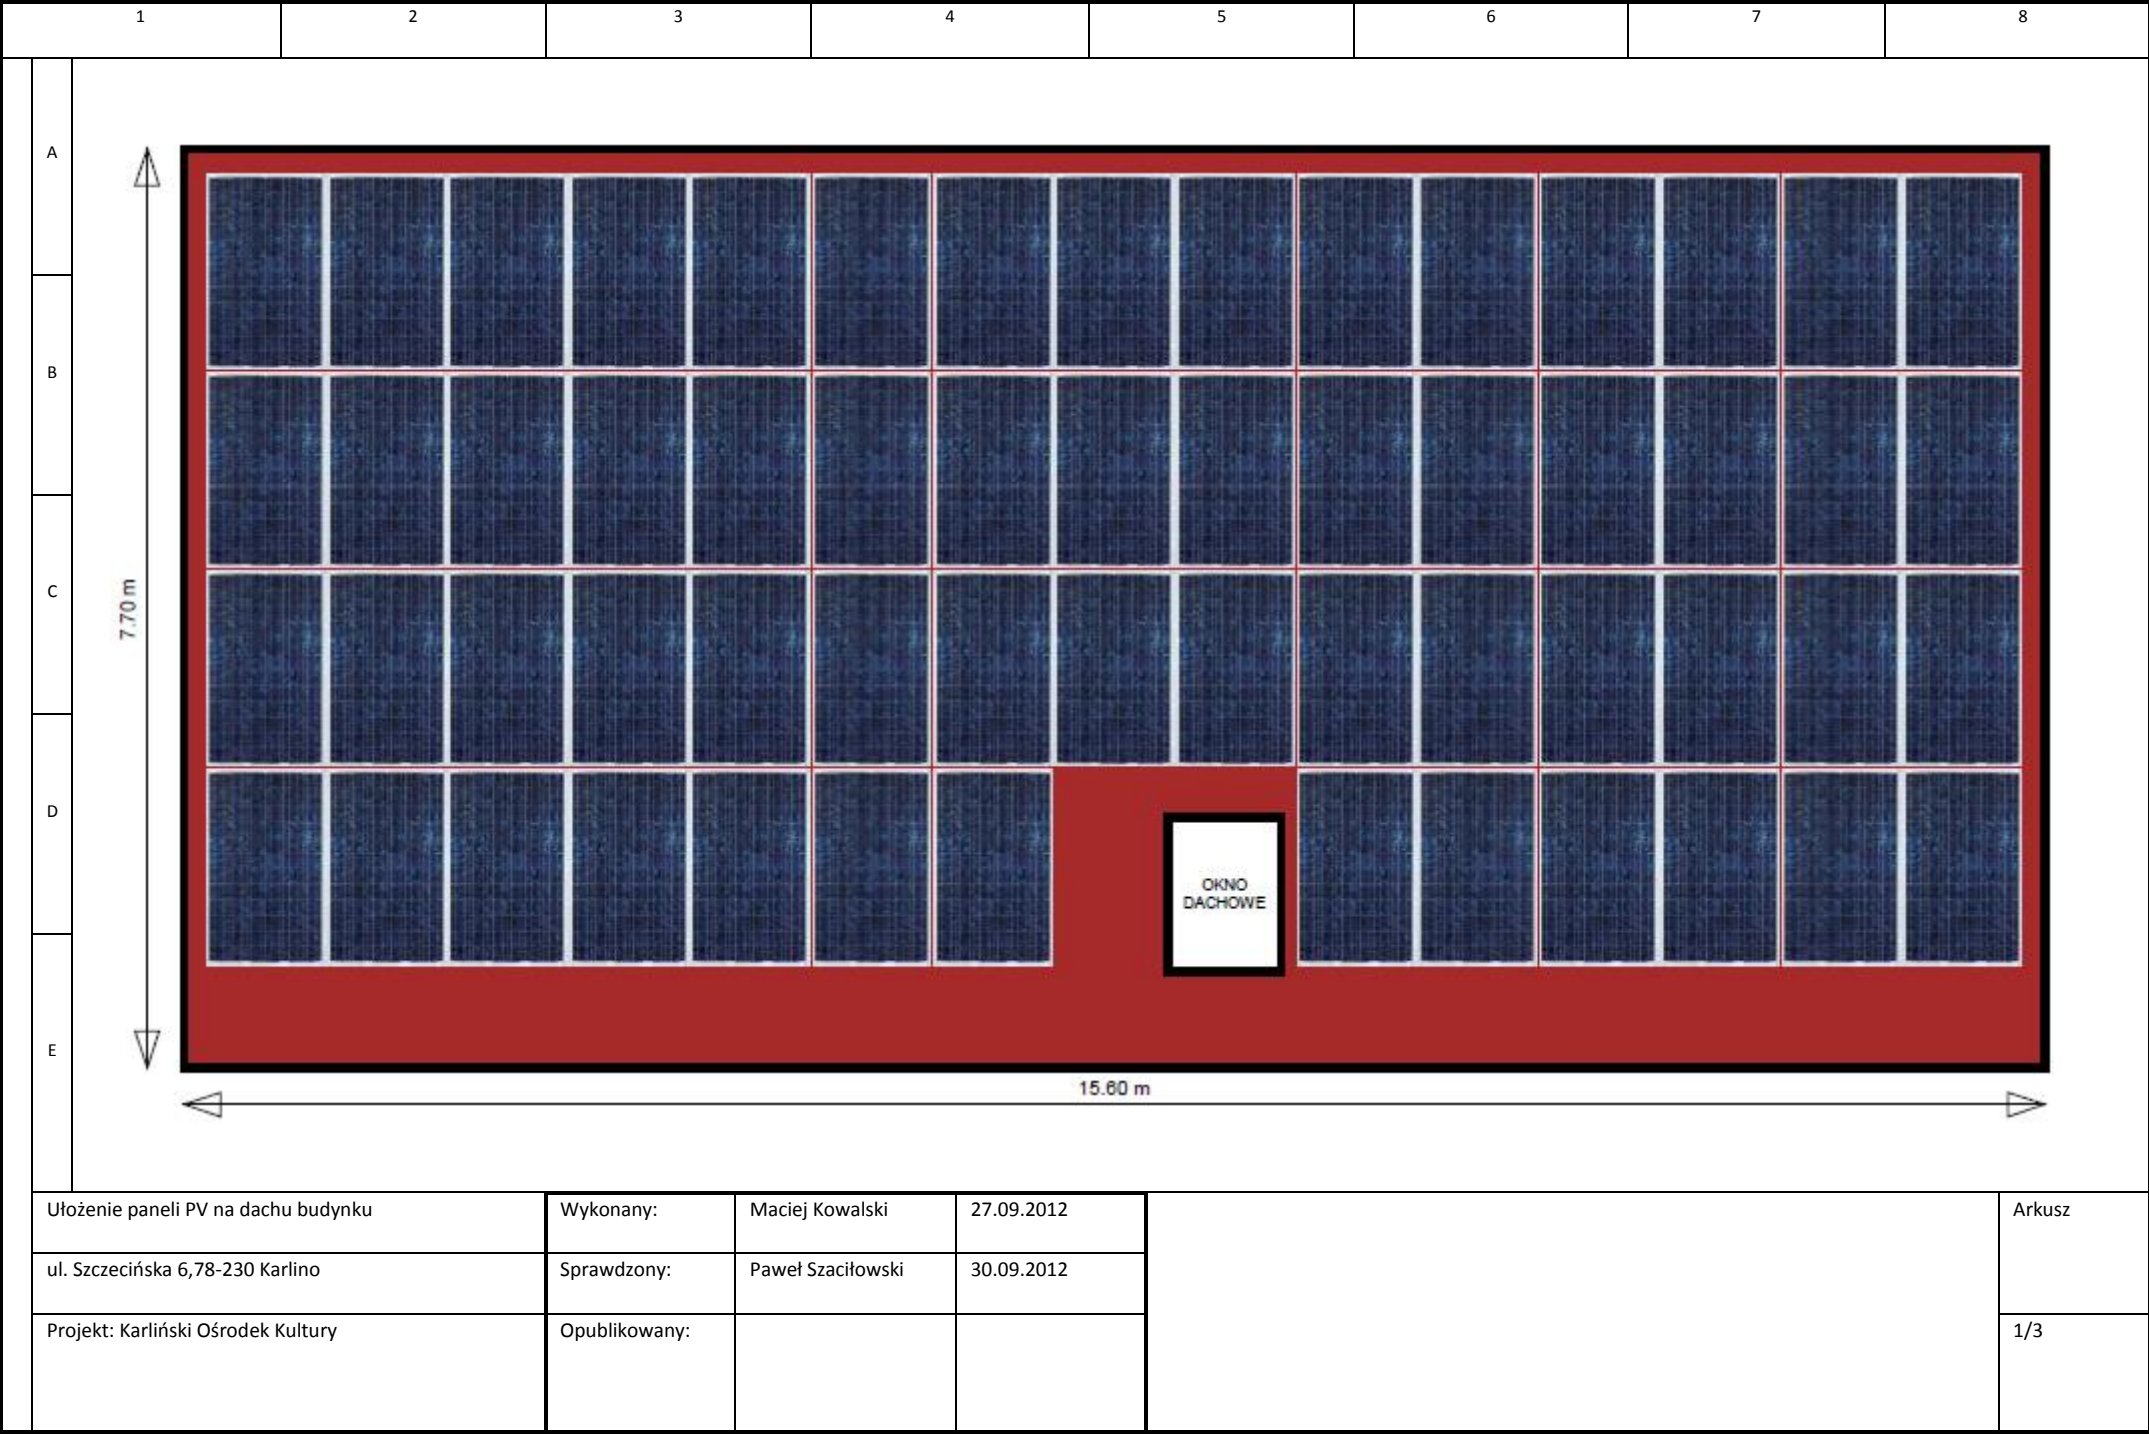 1 2 3 4 5 6 7 8
A
B
C
D
E
7.70 m
OKNO
DACHOWE
15.60 m
Ułożenie paneli PV na dachu budynku Wykonany: Maciej Kowalski 27.09.2012 Arkusz
ul. Szczecińska 6,78-230 Karlino Sprawdzony: Paweł Szaciłowski 30.09.2012
Projekt: Karliński Ośrodek Kultury Opublikowany: 1/3